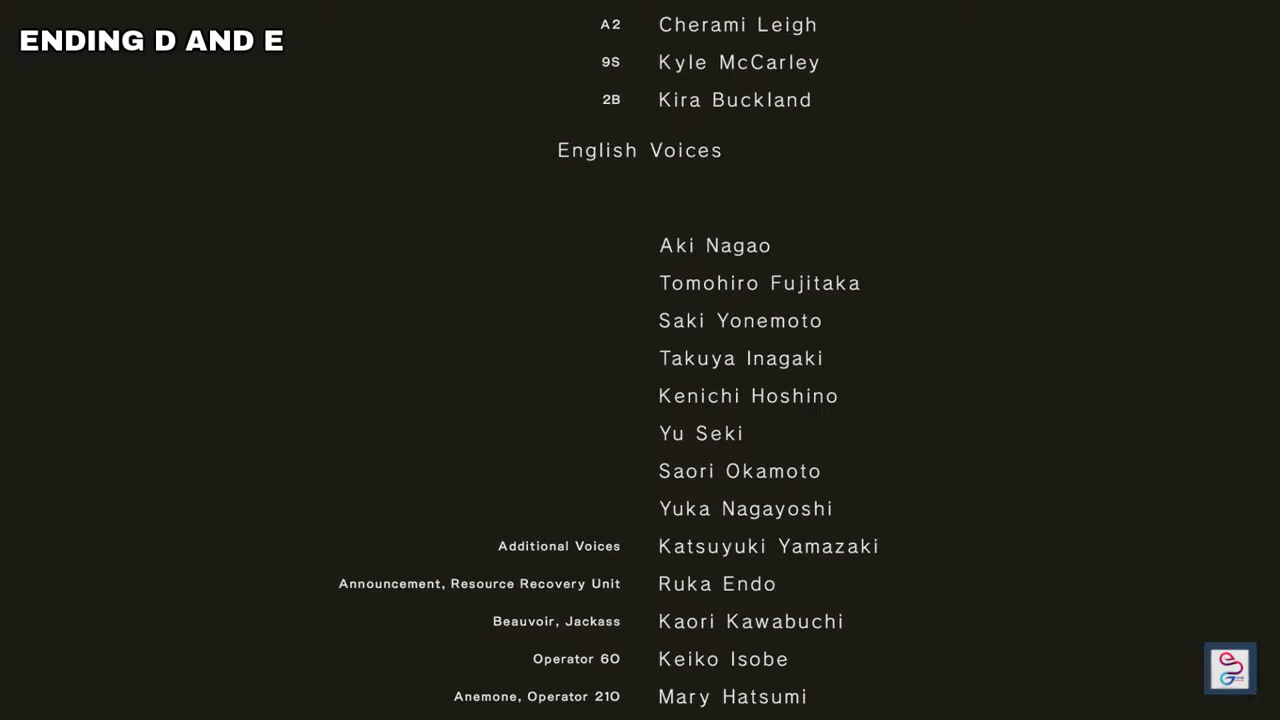 ENDING D AND E
A2 Cherami Leigh
9S Kyle McCarley
2B Kira Buckland
English Voices
Aki Nagao
Tomohiro Fujitaka
Saki Yonemoto
Takuya Inagaki
Kenichi Hoshino
Yu Seki
Saori Okamoto
Yuka Nagayoshi
Additional Voices Katsuyuki Yamazaki
Announcement, Resource Recovery Unit Ruka Endo
Beauvoir, Jackass Kaori Kawabuchi
Operator 6O Keiko Isobe
Anemone, Operator 21O Mary Hatsumi